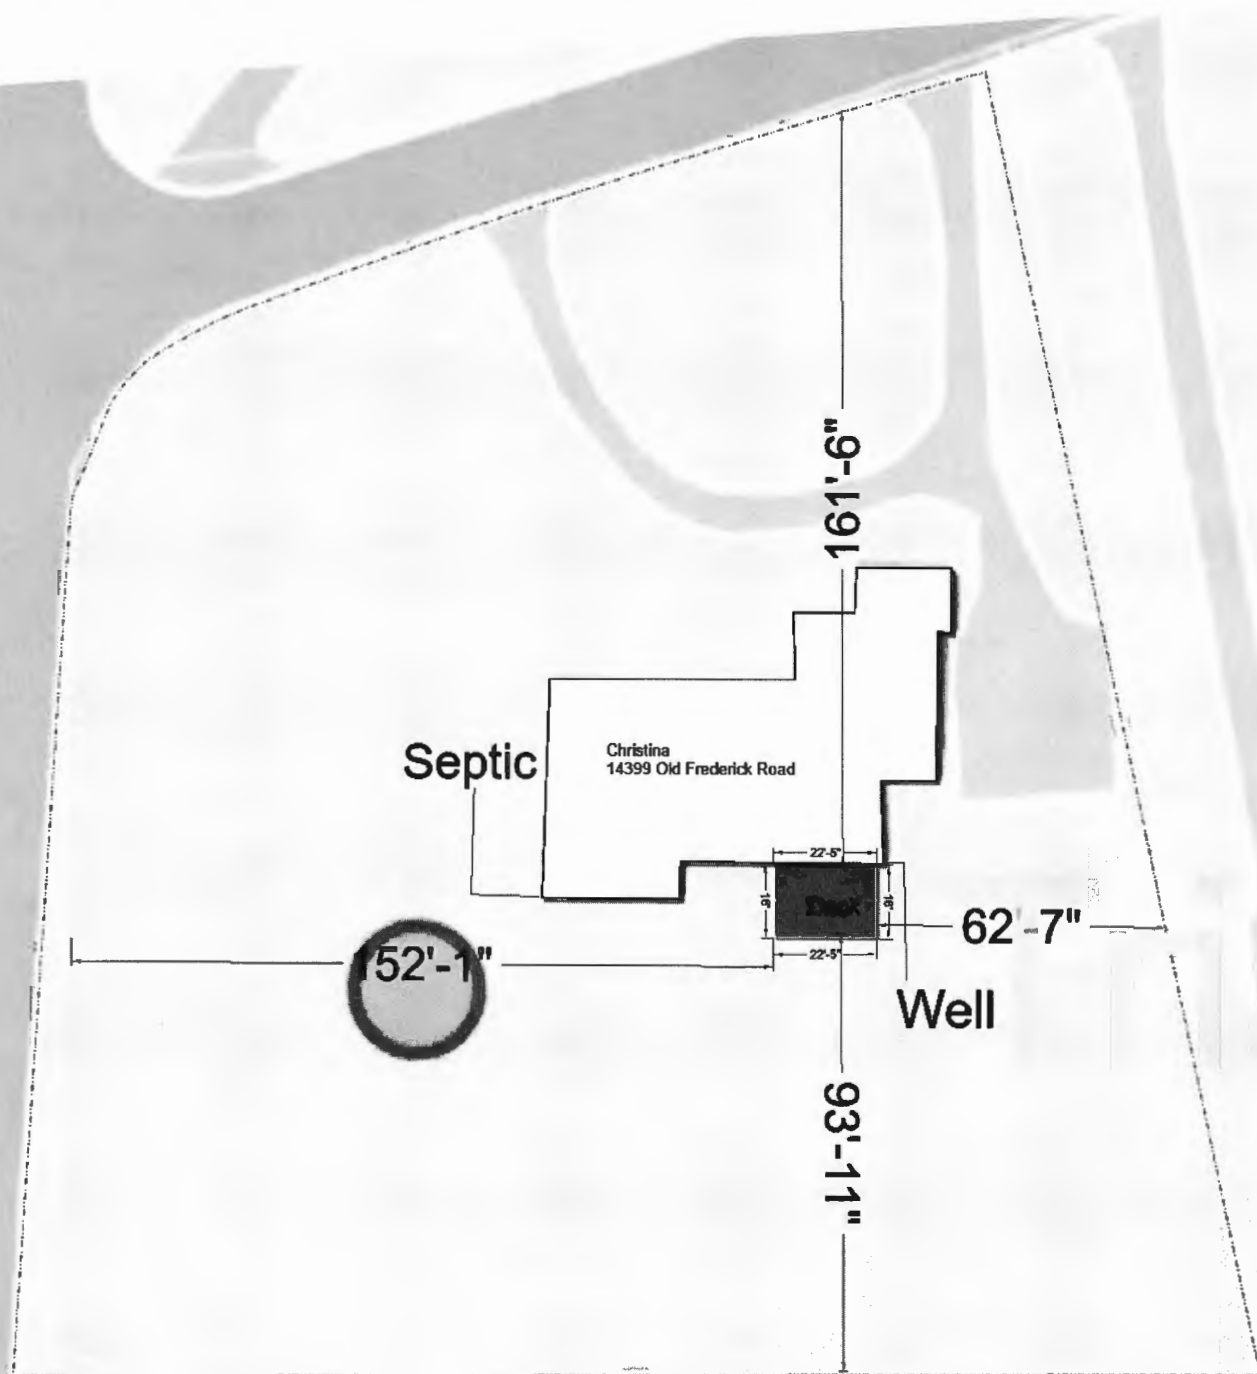 161'-6"
Septic
Christina
14399 Old Frederick Road
22'-5"
16'
Deck
16'
62'-7"
22'-5"
152'-1"
Well
93'-11"